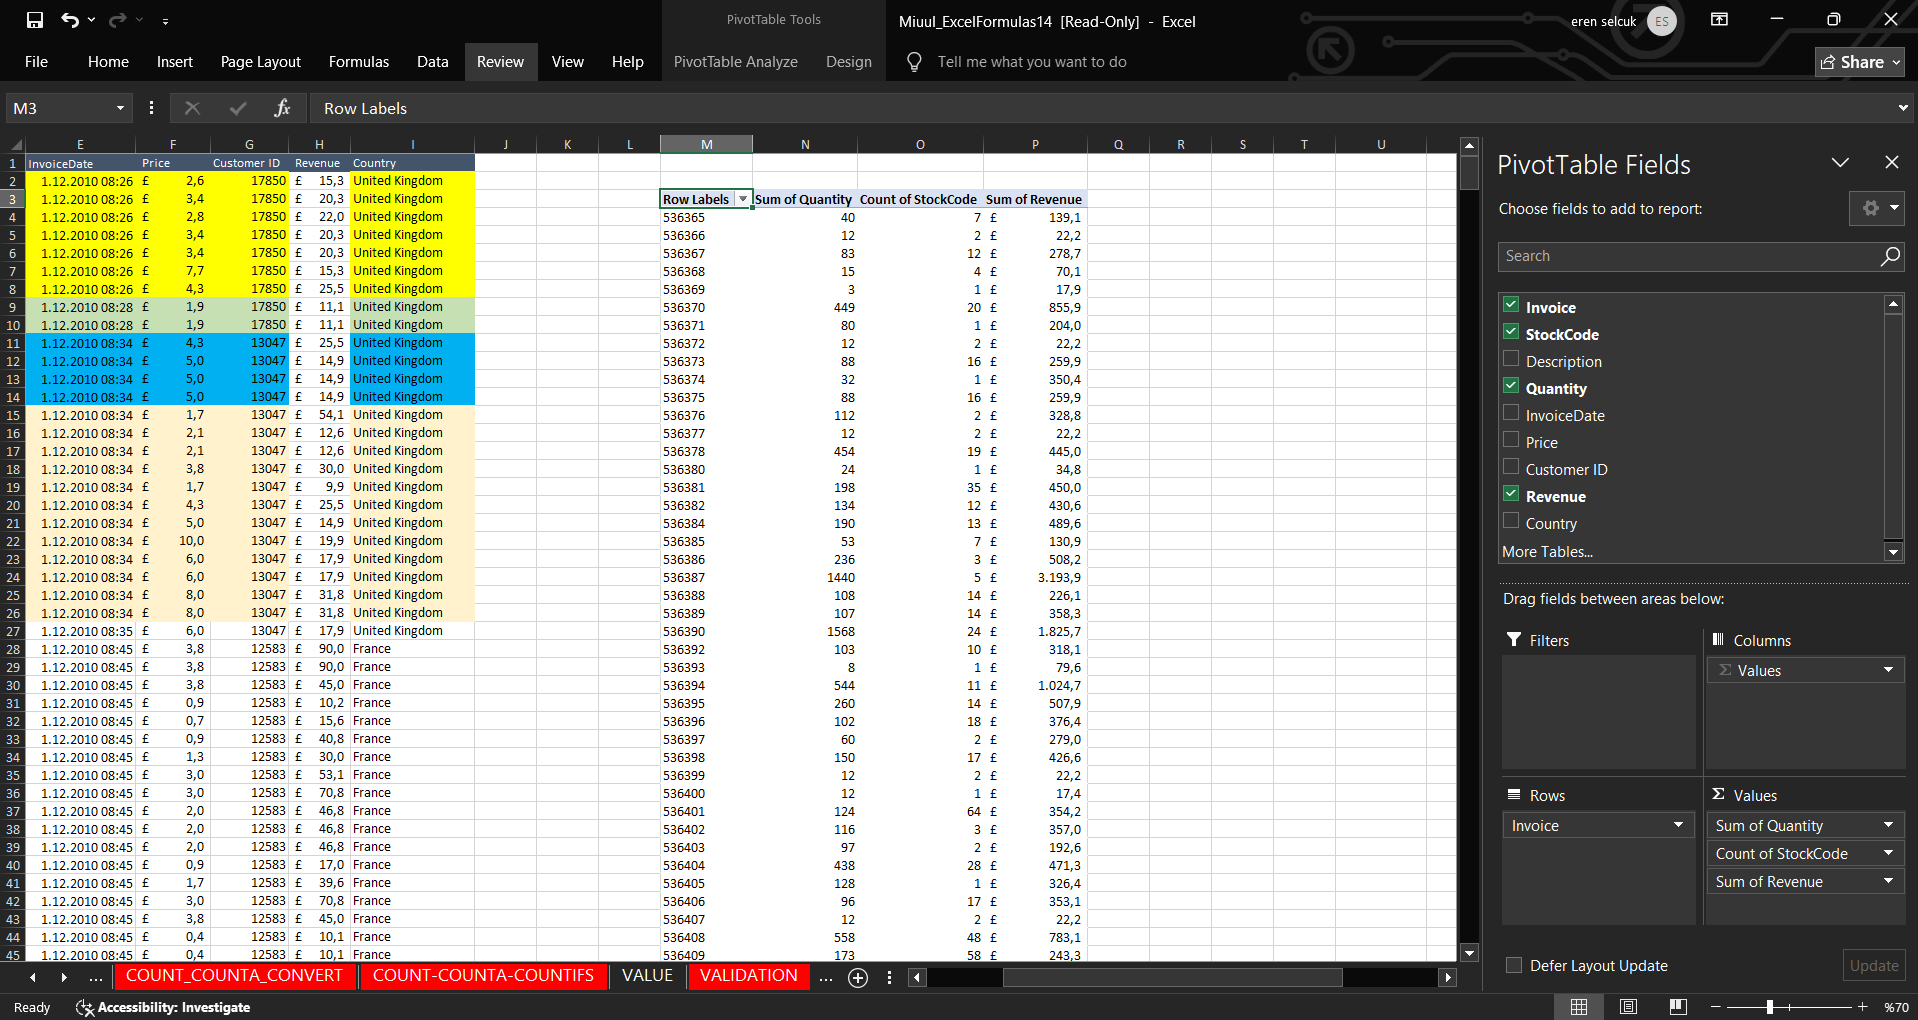 PivotTable Tools
Miuul_ExcelFormulas14 [Read-Only] - Excel
eren selcuk
ES
File Home Insert Page Layout Formulas Data Review View Help PivotTable Analyze Design Tell me what you want to do Share
M3 fx Row Labels
E F G H I J K L M N O P Q R S T U
1 InvoiceDate Price Customer ID Revenue Country
2 1.12.2010 08:26 £ 2,6 17850 £ 15,3 United Kingdom
3 1.12.2010 08:26 £ 3,4 17850 £ 20,3 United Kingdom Row Labels Sum of Quantity Count of StockCode Sum of Revenue
4 1.12.2010 08:26 £ 2,8 17850 £ 22,0 United Kingdom 536365 40 7 £ 139,1
5 1.12.2010 08:26 £ 3,4 17850 £ 20,3 United Kingdom 536366 12 2 £ 22,2
6 1.12.2010 08:26 £ 3,4 17850 £ 20,3 United Kingdom 536367 83 12 £ 278,7
7 1.12.2010 08:26 £ 7,7 17850 £ 15,3 United Kingdom 536368 15 4 £ 70,1
8 1.12.2010 08:26 £ 4,3 17850 £ 25,5 United Kingdom 536369 3 1 £ 17,9
9 1.12.2010 08:28 £ 1,9 17850 £ 11,1 United Kingdom 536370 449 20 £ 855,9
10 1.12.2010 08:28 £ 1,9 17850 £ 11,1 United Kingdom 536371 80 1 £ 204,0
11 1.12.2010 08:34 £ 4,3 13047 £ 25,5 United Kingdom 536372 12 2 £ 22,2
12 1.12.2010 08:34 £ 5,0 13047 £ 14,9 United Kingdom 536373 88 16 £ 259,9
13 1.12.2010 08:34 £ 5,0 13047 £ 14,9 United Kingdom 536374 32 1 £ 350,4
14 1.12.2010 08:34 £ 5,0 13047 £ 14,9 United Kingdom 536375 88 16 £ 259,9
15 1.12.2010 08:34 £ 1,7 13047 £ 54,1 United Kingdom 536376 112 2 £ 328,8
16 1.12.2010 08:34 £ 2,1 13047 £ 12,6 United Kingdom 536377 12 2 £ 22,2
17 1.12.2010 08:34 £ 2,1 13047 £ 12,6 United Kingdom 536378 454 19 £ 445,0
18 1.12.2010 08:34 £ 3,8 13047 £ 30,0 United Kingdom 536380 24 1 £ 34,8
19 1.12.2010 08:34 £ 1,7 13047 £ 9,9 United Kingdom 536381 198 35 £ 450,0
20 1.12.2010 08:34 £ 4,3 13047 £ 25,5 United Kingdom 536382 134 12 £ 430,6
21 1.12.2010 08:34 £ 5,0 13047 £ 14,9 United Kingdom 536384 190 13 £ 489,6
22 1.12.2010 08:34 £ 10,0 13047 £ 19,9 United Kingdom 536385 53 7 £ 130,9
23 1.12.2010 08:34 £ 6,0 13047 £ 17,9 United Kingdom 536386 236 3 £ 508,2
24 1.12.2010 08:34 £ 6,0 13047 £ 17,9 United Kingdom 536387 1440 5 £ 3.193,9
25 1.12.2010 08:34 £ 8,0 13047 £ 31,8 United Kingdom 536388 108 14 £ 226,1
26 1.12.2010 08:34 £ 8,0 13047 £ 31,8 United Kingdom 536389 107 14 £ 358,3
27 1.12.2010 08:35 £ 6,0 13047 £ 17,9 United Kingdom 536390 1568 24 £ 1.825,7
28 1.12.2010 08:45 £ 3,8 12583 £ 90,0 France 536392 103 10 £ 318,1
29 1.12.2010 08:45 £ 3,8 12583 £ 90,0 France 536393 8 1 £ 79,6
30 1.12.2010 08:45 £ 3,8 12583 £ 45,0 France 536394 544 11 £ 1.024,7
31 1.12.2010 08:45 £ 0,9 12583 £ 10,2 France 536395 260 14 £ 507,9
32 1.12.2010 08:45 £ 0,7 12583 £ 15,6 France 536396 102 18 £ 376,4
33 1.12.2010 08:45 £ 0,9 12583 £ 40,8 France 536397 60 2 £ 279,0
34 1.12.2010 08:45 £ 1,3 12583 £ 30,0 France 536398 150 17 £ 426,6
35 1.12.2010 08:45 £ 3,0 12583 £ 53,1 France 536399 12 2 £ 22,2
36 1.12.2010 08:45 £ 3,0 12583 £ 70,8 France 536400 12 1 £ 17,4
37 1.12.2010 08:45 £ 2,0 12583 £ 46,8 France 536401 124 64 £ 354,2
38 1.12.2010 08:45 £ 2,0 12583 £ 46,8 France 536402 116 3 £ 357,0
39 1.12.2010 08:45 £ 2,0 12583 £ 46,8 France 536403 97 2 £ 192,6
40 1.12.2010 08:45 £ 0,9 12583 £ 17,0 France 536404 438 28 £ 471,3
41 1.12.2010 08:45 £ 1,7 12583 £ 39,6 France 536405 128 1 £ 326,4
42 1.12.2010 08:45 £ 3,0 12583 £ 70,8 France 536406 96 17 £ 353,1
43 1.12.2010 08:45 £ 3,8 12583 £ 45,0 France 536407 12 2 £ 22,2
44 1.12.2010 08:45 £ 0,4 12583 £ 10,1 France 536408 558 48 £ 783,1
45 1.12.2010 08:45 £ 0,4 12583 £ 10,1 France 536409 173 58 £ 243,3
PivotTable Fields
Choose fields to add to report:
Search
Invoice
StockCode
Description
Quantity
InvoiceDate
Price
Customer ID
Revenue
Country
More Tables...
Drag fields between areas below:
Filters
Columns
Σ Values
Rows
Invoice
Σ Values
Sum of Quantity
Count of StockCode
Sum of Revenue
Defer Layout Update
Update
... COUNT_COUNTA_CONVERT COUNT-COUNTA-COUNTIFS VALUE VALIDATION ...
Ready Accessibility: Investigate %70